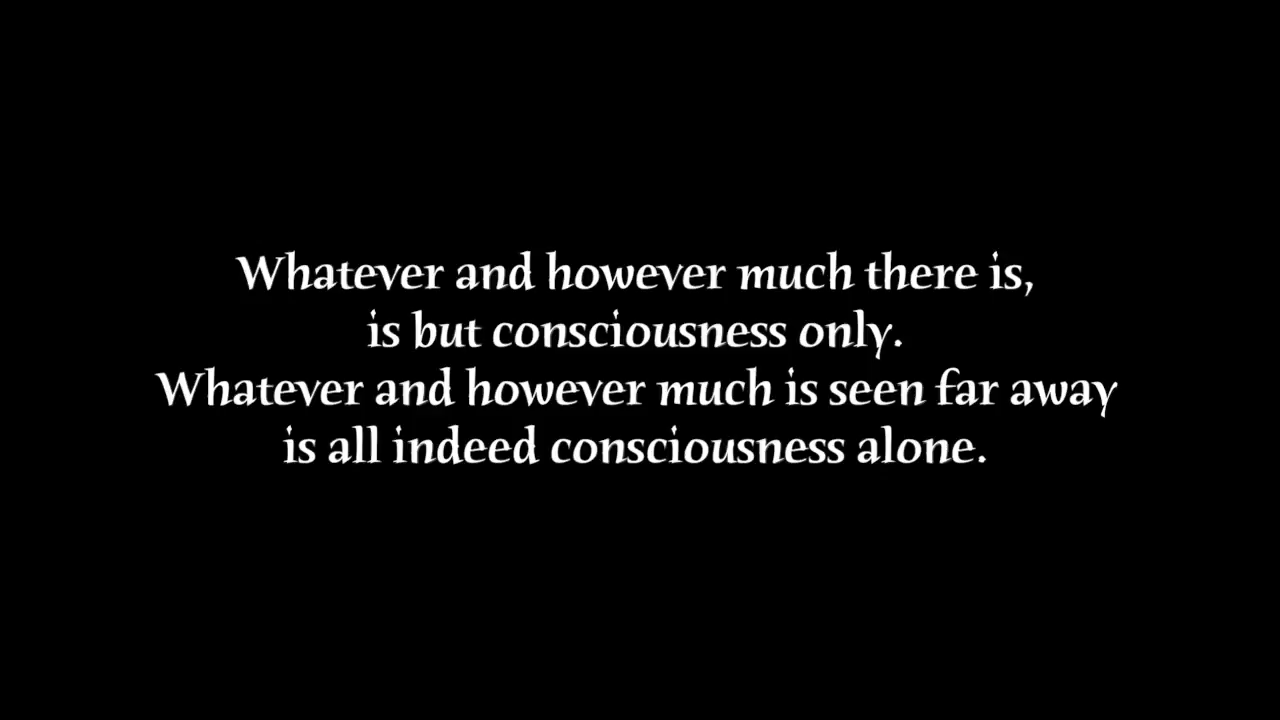 Whatever and however much there is,
is but consciousness only.
Whatever and however much is seen far away
is all indeed consciousness alone.